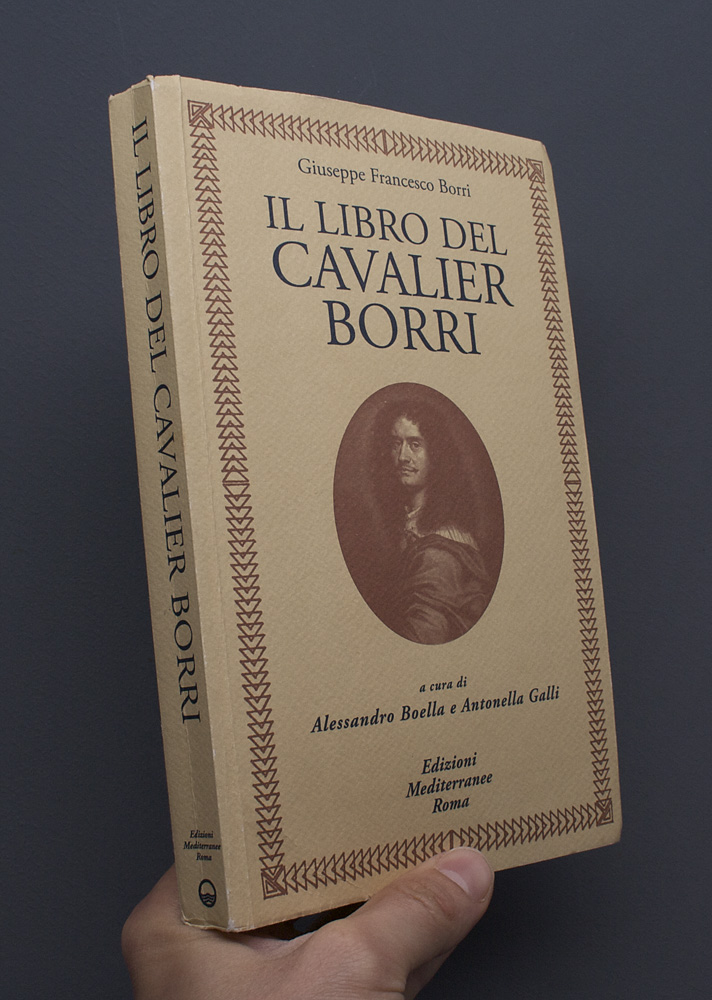 Giuseppe Francesco Borri
IL LIBRO DEL
CAVALIER
BORRI
a cura di
Alessandro Boella e Antonella Galli
Edizioni
Mediterranee
Roma
IL LIBRO DEL CAVALIER BORRI
Edizioni
Mediterranee
Roma